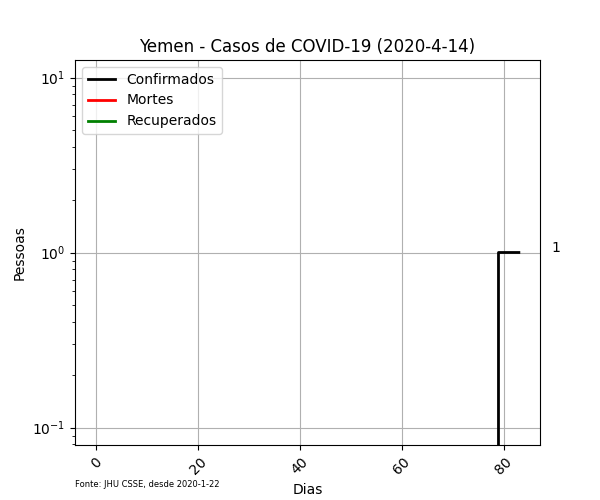 Yemen - Casos de COVID-19 (2020-4-14)
Confirmados
Mortes
Recuperados
10¹
10⁰
10⁻¹
Pessoas
1
0
20
40
60
80
Dias
Fonte: JHU CSSE, desde 2020-1-22